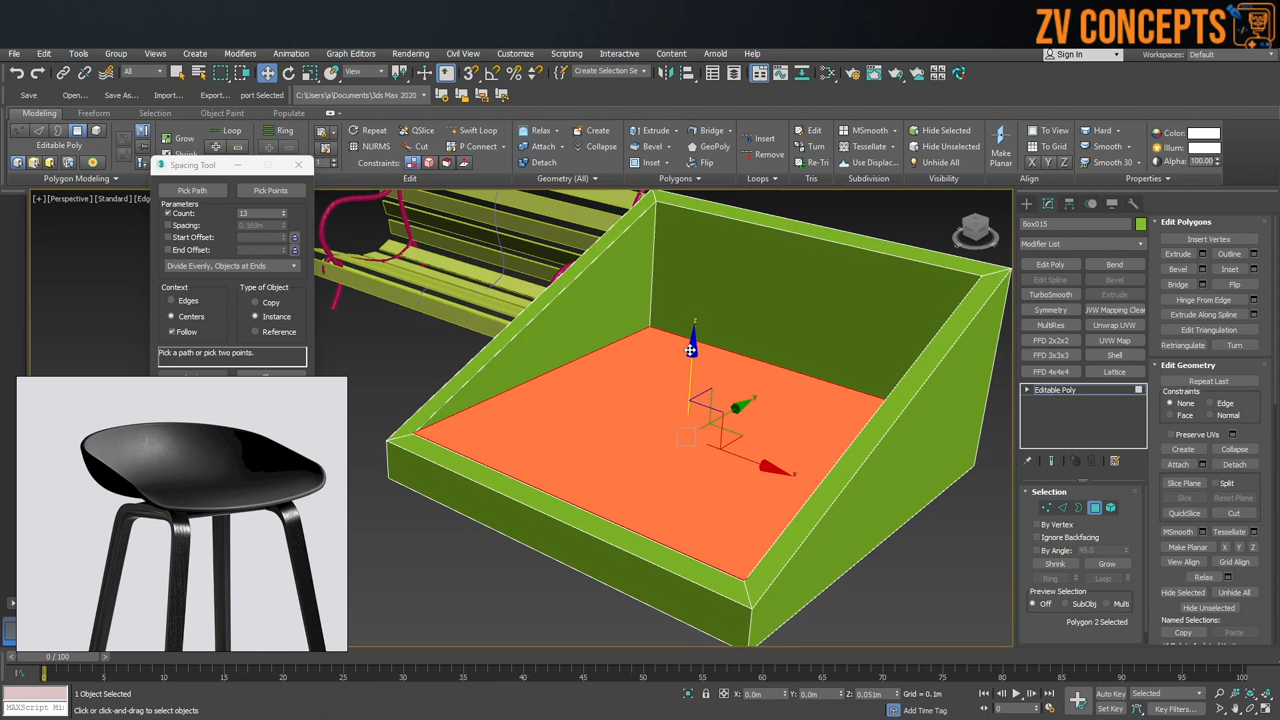 ZV CONCEPTS
File Edit Tools Group Views Create Modifiers Animation Graph Editors Rendering Civil View Customize Scripting Interactive Content Arnold Help
Sign In
Workspaces: Default
All
View
Create Selection Se
Save Open... Save As... Import... Export... port Selected C:\Users\a\Documents\3ds Max 2020
Modeling Freeform Selection Object Paint Populate
Editable Poly
Polygon Modeling
Grow Loop Ring
Shrink
Repeat QSlice Swift Loop
NURMS Cut P Connect
Constraints:
Edit
Relax Create
Attach Collapse
Detach
Geometry (All)
Extrude Bridge
Bevel GeoPoly
Inset Flip
Polygons
Insert
Remove
Loops
Edit
Turn
Re-Tri
Tris
MSmooth
Tessellate
Use Displac...
Subdivision
Hide Selected
Hide Unselected
Unhide All
Visibility
Make Planar
To View
To Grid
X Y Z
Align
Hard
Smooth
Smooth 30
Properties
Color:
Illum:
Alpha: 100.00
Spacing Tool
Pick Path Pick Points
Parameters
Count: 13
Spacing: 0.169m
Start Offset:
End Offset:
Divide Evenly, Objects at Ends
Context Type of Object
Edges Copy
Centers Instance
Follow Reference
Pick a path or pick two points.
[+] [Perspective] [Standard] [Edg
z
y
x
Box015
Modifier List
Edit Poly Bend
Edit Spline Bevel
TurboSmooth Extrude
Symmetry UVW Mapping Clear
MultiRes Unwrap UVW
FFD 2x2x2 UVW Map
FFD 3x3x3 Shell
FFD 4x4x4 Lattice
Editable Poly
Selection
By Vertex
Ignore Backfacing
By Angle: 45.0
Shrink Grow
Ring Loop
Preview Selection
Off SubObj Multi
Polygon 2 Selected
Edit Polygons
Insert Vertex
Extrude Outline
Bevel Inset
Bridge Flip
Hinge From Edge
Extrude Along Spline
Edit Triangulation
Retriangulate Turn
Edit Geometry
Repeat Last
Constraints
None Edge
Face Normal
Preserve UVs
Create Collapse
Attach Detach
Slice Plane Split
Slice Reset Plane
QuickSlice Cut
MSmooth Tessellate
Make Planar X Y Z
View Align Grid Align
Relax
Hide Selected Unhide All
Hide Unselected
Named Selections:
Copy Paste
0 / 100
0 5 10 15 20 25 30 35 40 45 50 55 60 65 70 75 80 85 90 95 100
1 Object Selected
X: 0.0m Y: 0.0m Z: 0.051m Grid = 0.1m
Auto Key Selected
MAXScript Mi
Click or click-and-drag to select objects
Add Time Tag
0
Set Key Key Filters...